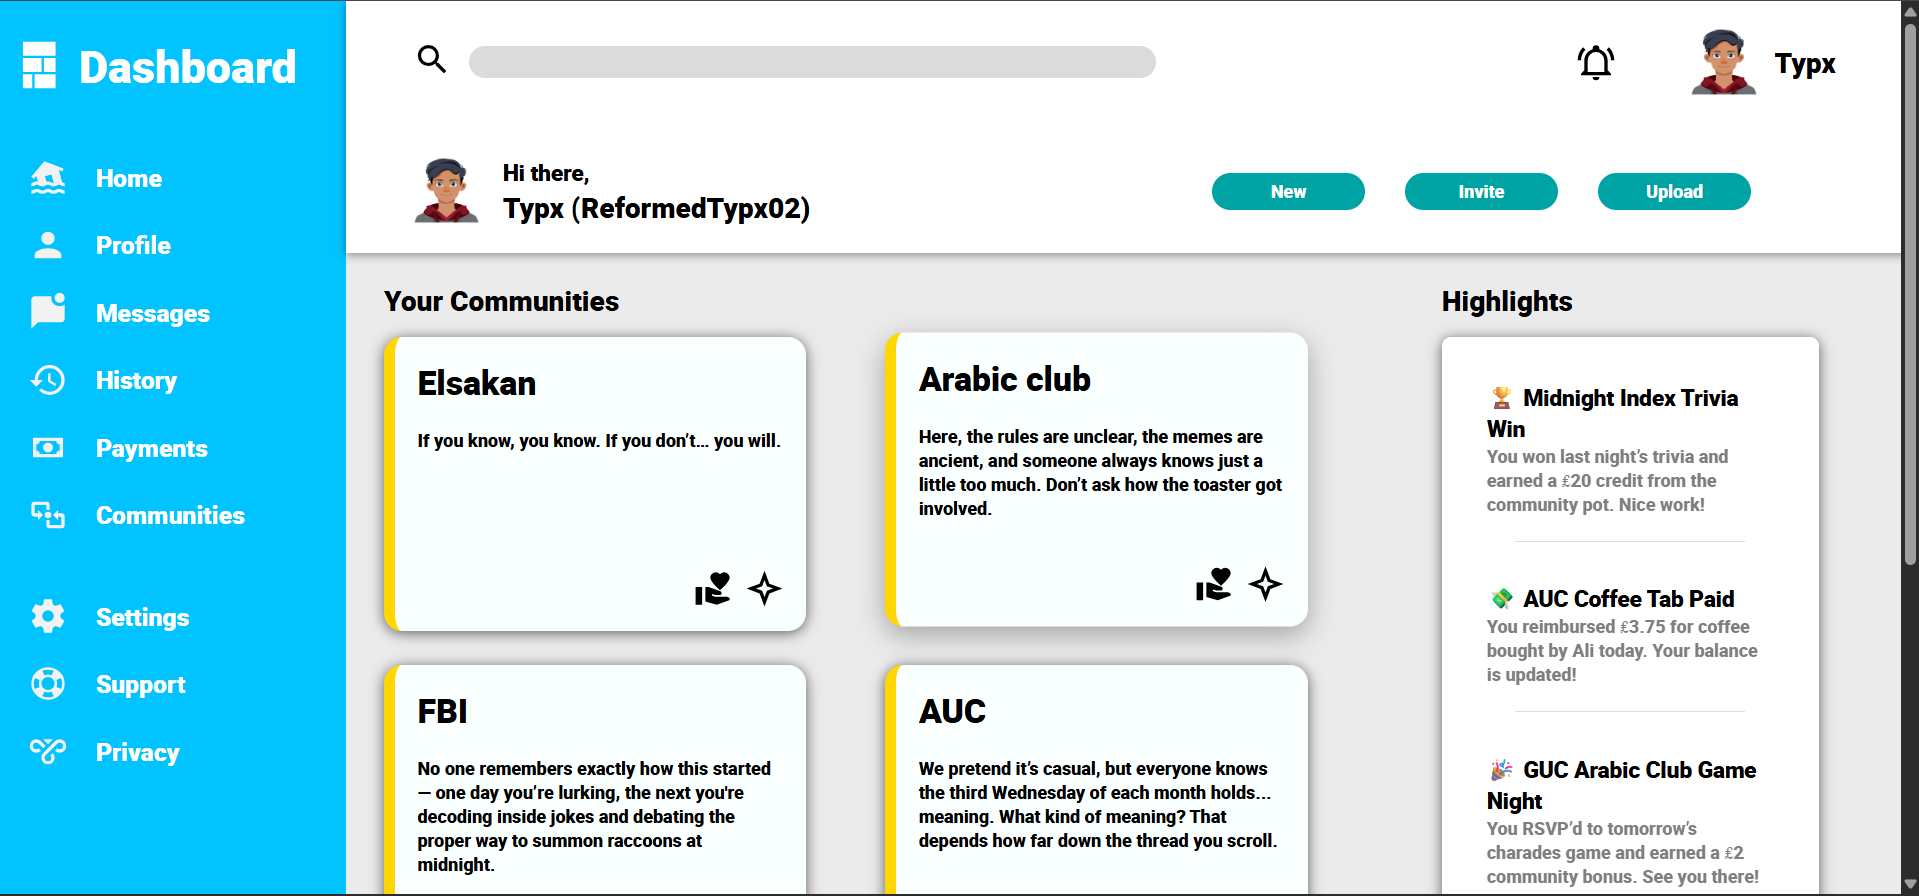 Dashboard
Home
Profile
Messages
History
Payments
Communities
Settings
Support
Privacy
Typx
Hi there,
Typx (ReformedTypx02)
New
Invite
Upload
Your Communities
Elsakan
If you know, you know. If you don’t… you will.
Arabic club
Here, the rules are unclear, the memes are
ancient, and someone always knows just a
little too much. Don’t ask how the toaster got
involved.
FBI
No one remembers exactly how this started
— one day you’re lurking, the next you're
decoding inside jokes and debating the
proper way to summon raccoons at
midnight.
AUC
We pretend it’s casual, but everyone knows
the third Wednesday of each month holds…
meaning. What kind of meaning? That
depends how far down the thread you scroll.
Highlights
🏆 Midnight Index Trivia
Win
You won last night’s trivia and
earned a £20 credit from the
community pot. Nice work!
💸 AUC Coffee Tab Paid
You reimbursed £3.75 for coffee
bought by Ali today. Your balance
is updated!
🎉 GUC Arabic Club Game
Night
You RSVP’d to tomorrow’s
charades game and earned a £2
community bonus. See you there!